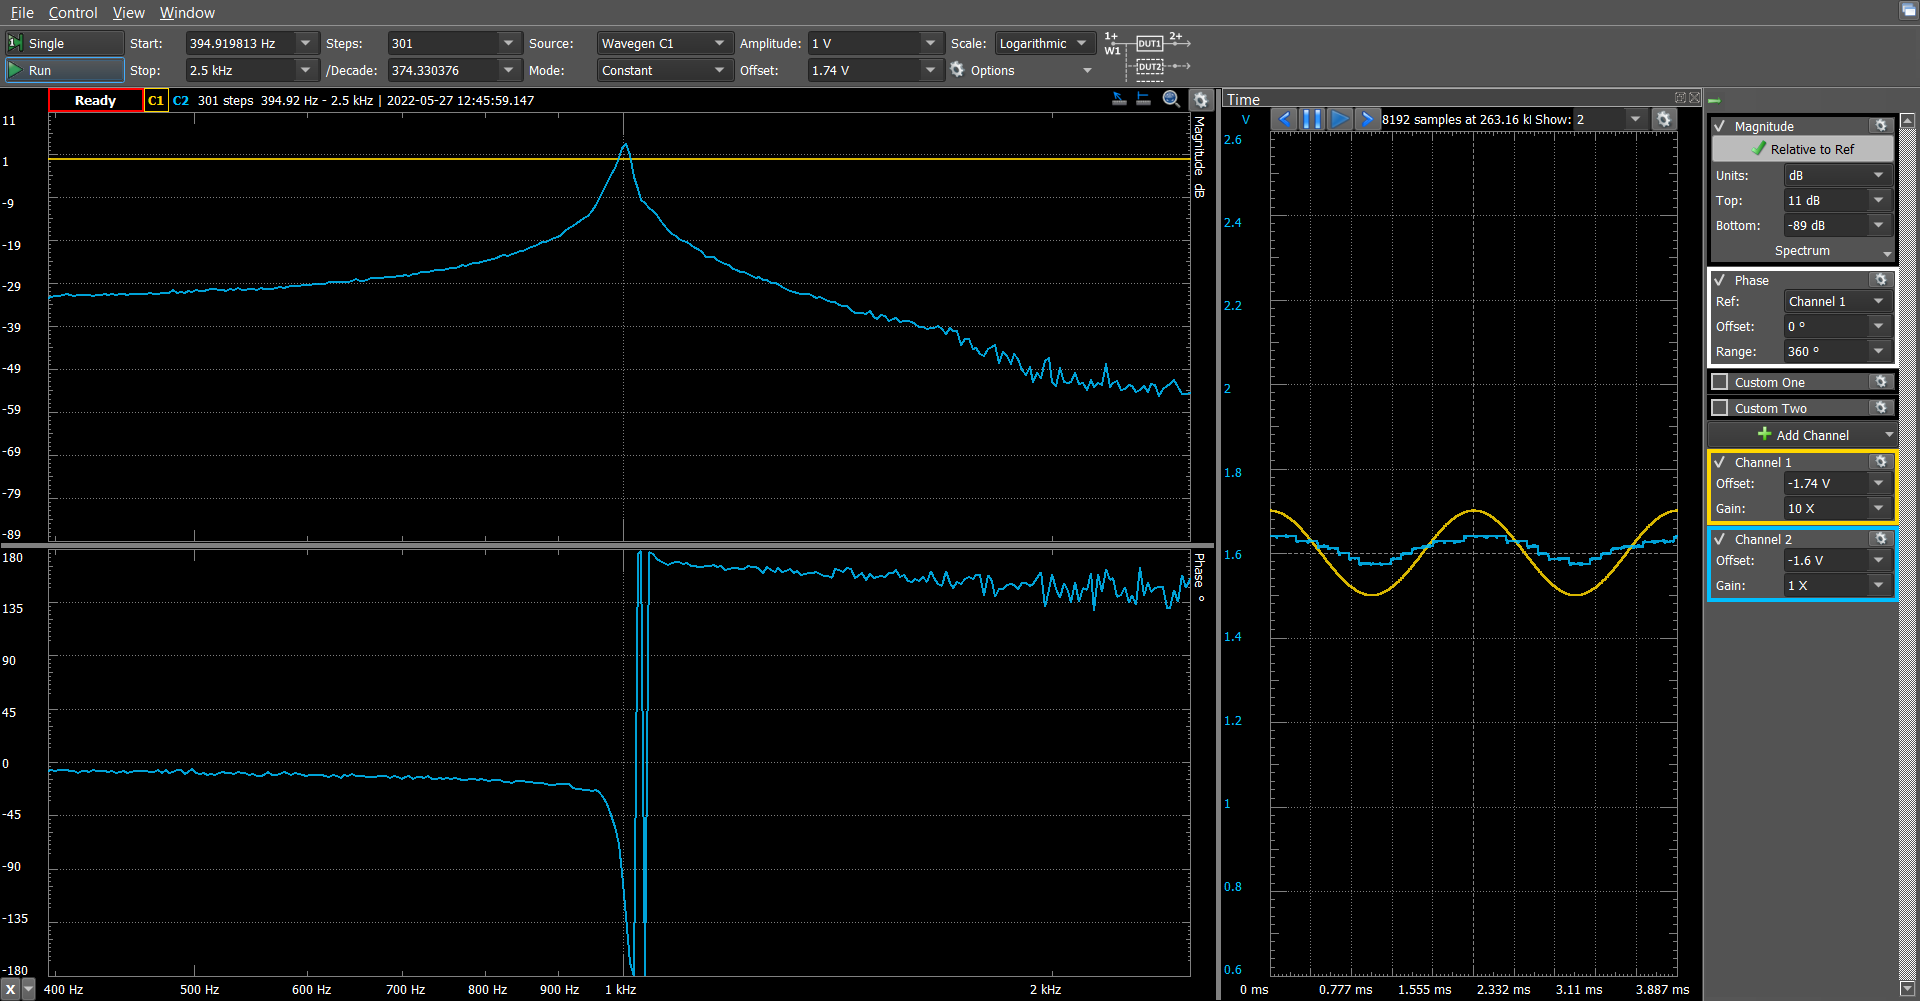 File Control View Window
Single Start: 394.919813 Hz Steps: 301 Source: Wavegen C1 Amplitude: 1 V Scale: Logarithmic
Run Stop: 2.5 kHz /Decade: 374.330376 Mode: Constant Offset: 1.74 V Options
1+ 2+
W1 DUT1
DUT2
Ready C1 C2 301 steps 394.92 Hz - 2.5 kHz | 2022-05-27 12:45:59.147
11
1
-9
-19
-29
-39
-49
-59
-69
-79
-89
Magnitude dB
180
135
90
45
0
-45
-90
-135
-180
Phase °
X 400 Hz 500 Hz 600 Hz 700 Hz 800 Hz 900 Hz 1 kHz 2 kHz
Time
V 8192 samples at 263.16 k Show: 2
2.6
2.4
2.2
2
1.8
1.6
1.4
1.2
1
0.8
0.6
0 ms 0.777 ms 1.555 ms 2.332 ms 3.11 ms 3.887 ms
Magnitude
Relative to Ref
Units: dB
Top: 11 dB
Bottom: -89 dB
Spectrum
Phase
Ref: Channel 1
Offset: 0 °
Range: 360 °
Custom One
Custom Two
Add Channel
Channel 1
Offset: -1.74 V
Gain: 10 X
Channel 2
Offset: -1.6 V
Gain: 1 X